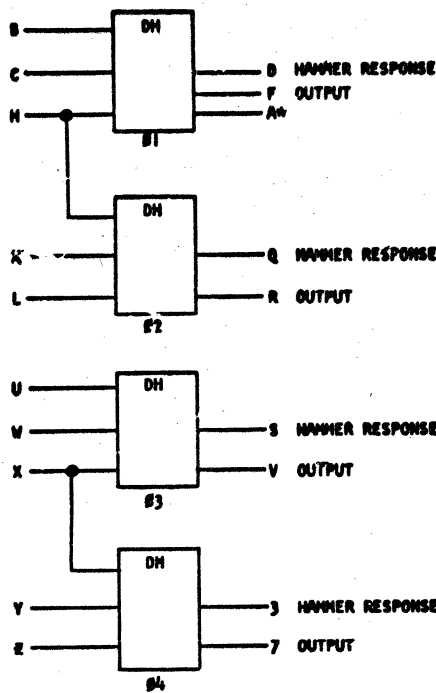 B
DH
C
D HAMMER RESPONSE
F OUTPUT
H
A*
#1
DH
K
Q HAMMER RESPONSE
L
R OUTPUT
#2
U
DH
W
S HAMMER RESPONSE
X
V OUTPUT
#3
DH
Y
3 HAMMER RESPONSE
Z
7 OUTPUT
#4